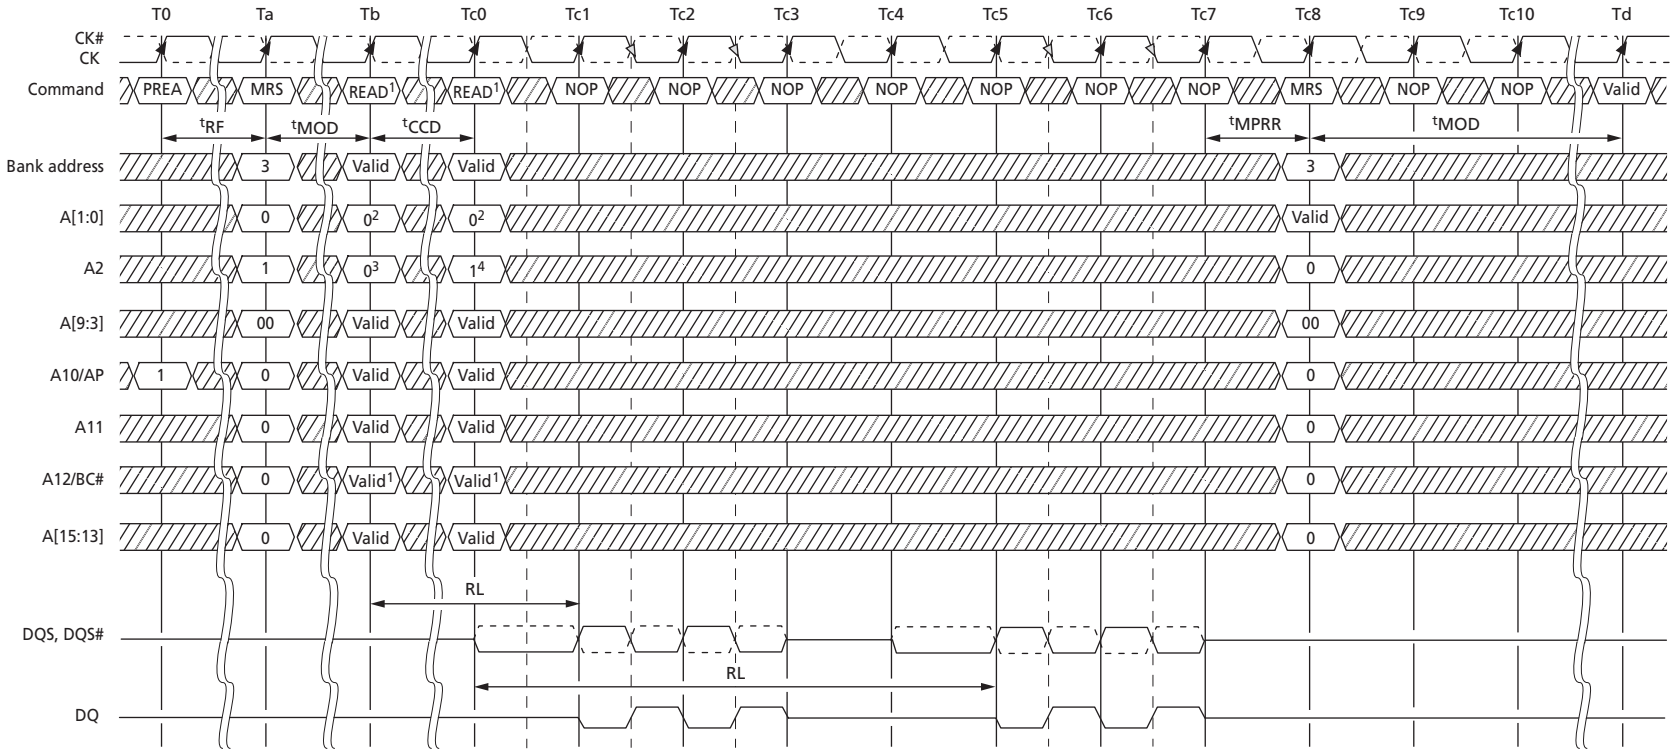 T0 Ta Tb Tc0 Tc1 Tc2 Tc3 Tc4 Tc5 Tc6 Tc7 Tc8 Tc9 Tc10 Td
CK#
CK
Command PREA MRS READ¹ READ¹ NOP NOP NOP NOP NOP NOP NOP MRS NOP NOP Valid
ᵗRF ᵗMOD ᵗCCD ᵗMPRR ᵗMOD
Bank address 3 Valid Valid 3
A[1:0] 0 0² 0² Valid
A2 1 0³ 1⁴ 0
A[9:3] 00 Valid Valid 00
A10/AP 1 0 Valid Valid 0
A11 0 Valid Valid 0
A12/BC# 0 Valid¹ Valid¹ 0
A[15:13] 0 Valid Valid 0
RL
DQS, DQS#
RL
DQ